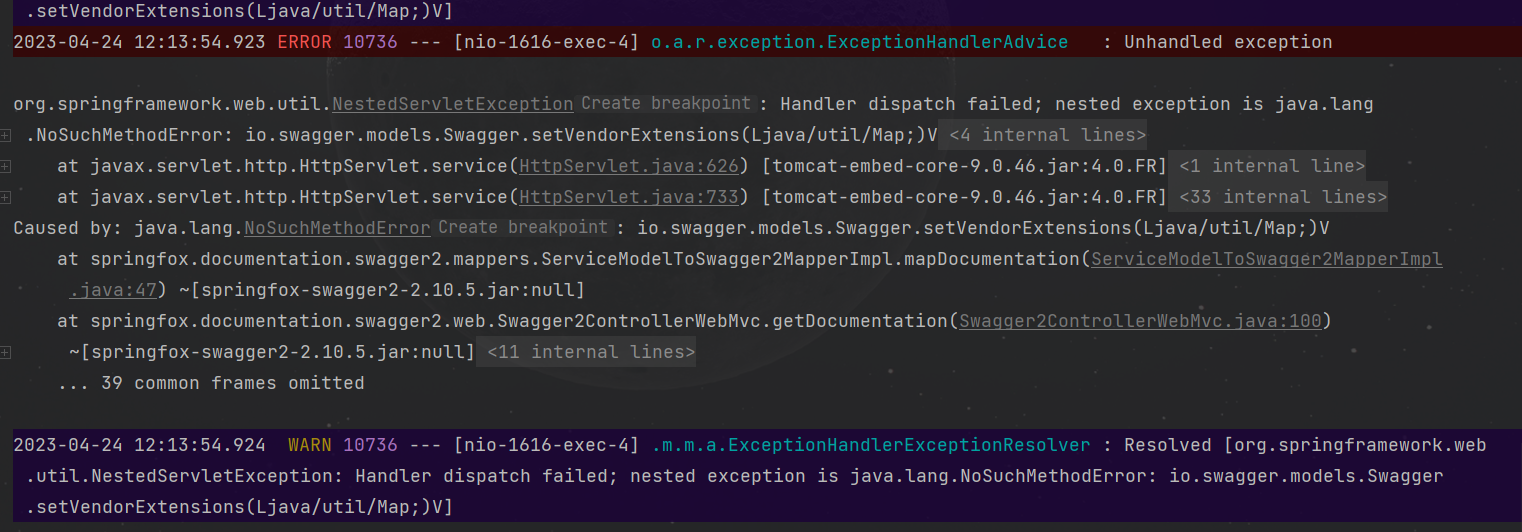 .setVendorExtensions(Ljava/util/Map;)V]
2023-04-24 12:13:54.923 ERROR 10736 --- [nio-1616-exec-4] o.a.r.exception.ExceptionHandlerAdvice   : Unhandled exception
org.springframework.web.util.NestedServletException Create breakpoint : Handler dispatch failed; nested exception is java.lang
.NoSuchMethodError: io.swagger.models.Swagger.setVendorExtensions(Ljava/util/Map;)V <4 internal lines>
at javax.servlet.http.HttpServlet.service(HttpServlet.java:626) [tomcat-embed-core-9.0.46.jar:4.0.FR] <1 internal line>
at javax.servlet.http.HttpServlet.service(HttpServlet.java:733) [tomcat-embed-core-9.0.46.jar:4.0.FR] <33 internal lines>
Caused by: java.lang.NoSuchMethodError Create breakpoint : io.swagger.models.Swagger.setVendorExtensions(Ljava/util/Map;)V
at springfox.documentation.swagger2.mappers.ServiceModelToSwagger2MapperImpl.mapDocumentation(ServiceModelToSwagger2MapperImpl
.java:47) ~[springfox-swagger2-2.10.5.jar:null]
at springfox.documentation.swagger2.web.Swagger2ControllerWebMvc.getDocumentation(Swagger2ControllerWebMvc.java:100)
~[springfox-swagger2-2.10.5.jar:null] <11 internal lines>
... 39 common frames omitted
2023-04-24 12:13:54.924  WARN 10736 --- [nio-1616-exec-4] .m.m.a.ExceptionHandlerExceptionResolver : Resolved [org.springframework.web
.util.NestedServletException: Handler dispatch failed; nested exception is java.lang.NoSuchMethodError: io.swagger.models.Swagger
.setVendorExtensions(Ljava/util/Map;)V]